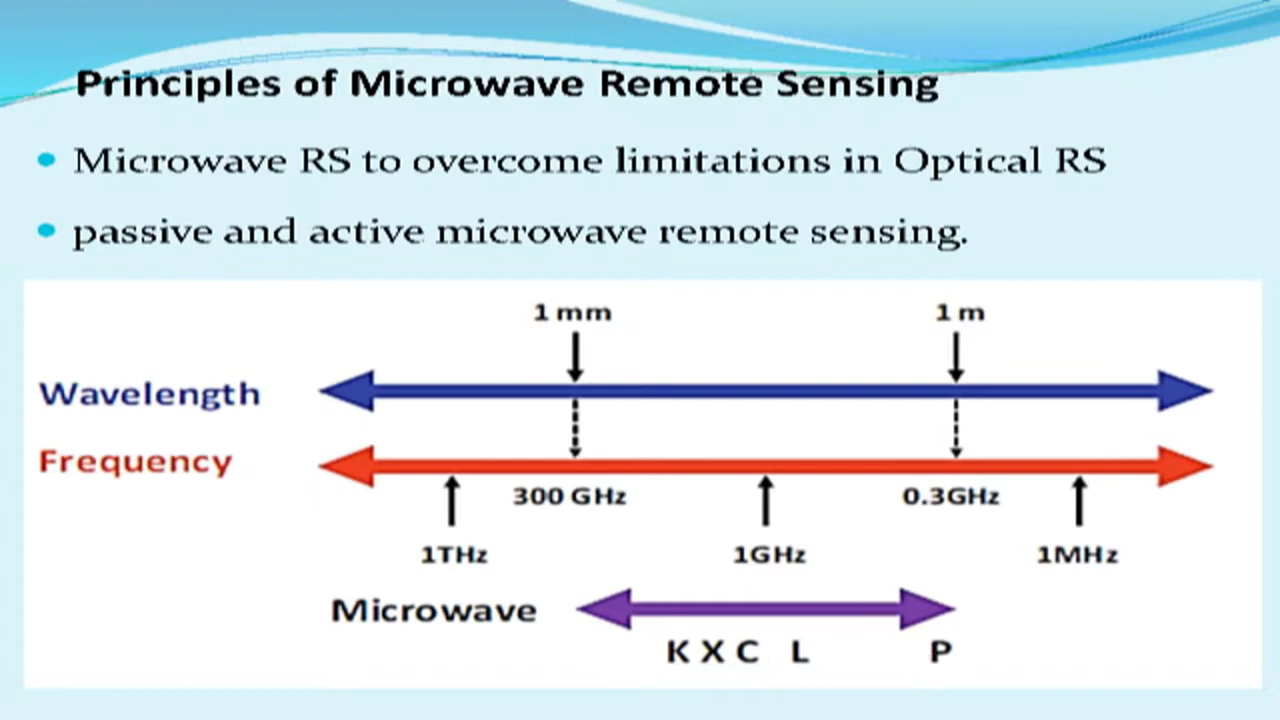 Principles of Microwave Remote Sensing
Microwave RS to overcome limitations in Optical RS
passive and active microwave remote sensing.
1 mm 1 m
Wavelength
Frequency
300 GHz 0.3GHz
1THz 1GHz 1MHz
Microwave
K X C L P